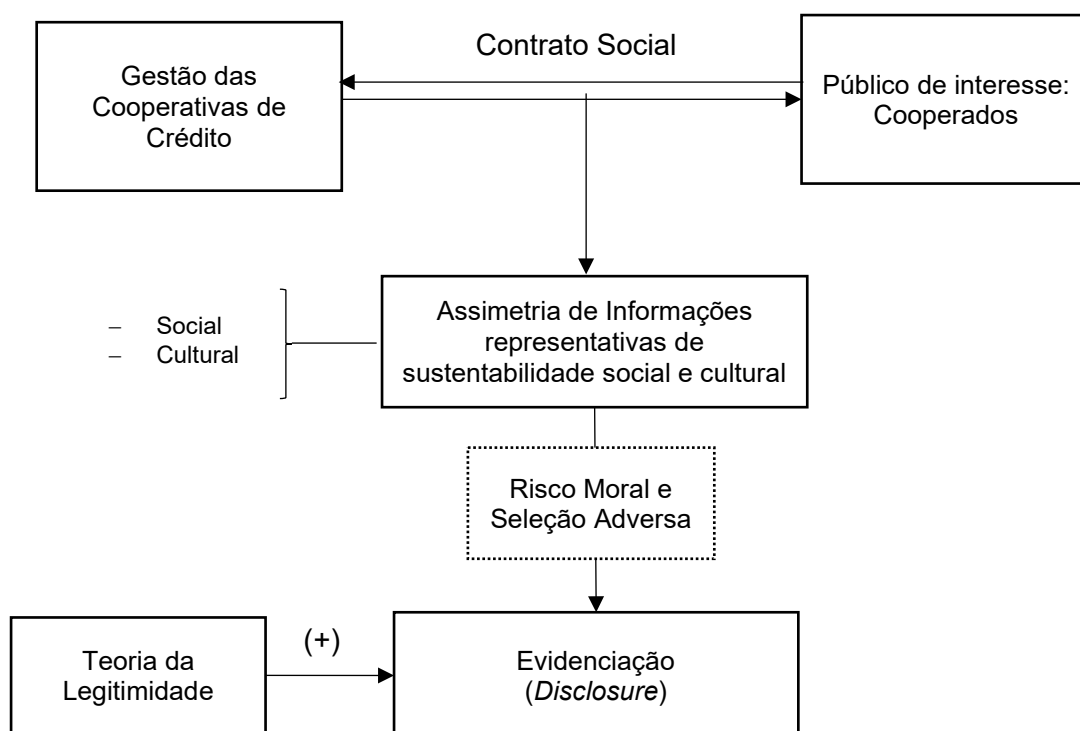 Contrato Social
Gestão das
Cooperativas de
Crédito
Público de interesse:
Cooperados
– Social
– Cultural
Assimetria de Informações
representativas de
sustentabilidade social e cultural
Risco Moral e
Seleção Adversa
Teoria da
Legitimidade
(+)
Evidenciação
(Disclosure)